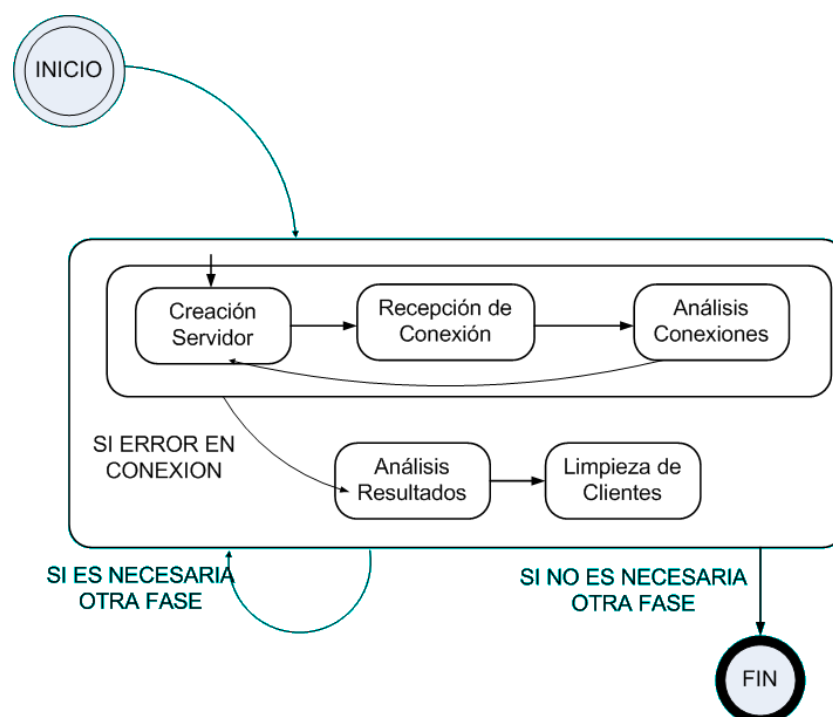 INICIO
Creación
Servidor
Recepción de
Conexión
Análisis
Conexiones
SI ERROR EN
CONEXION
Análisis
Resultados
Limpieza de
Clientes
SI ES NECESARIA
OTRA FASE
SI NO ES NECESARIA
OTRA FASE
FIN